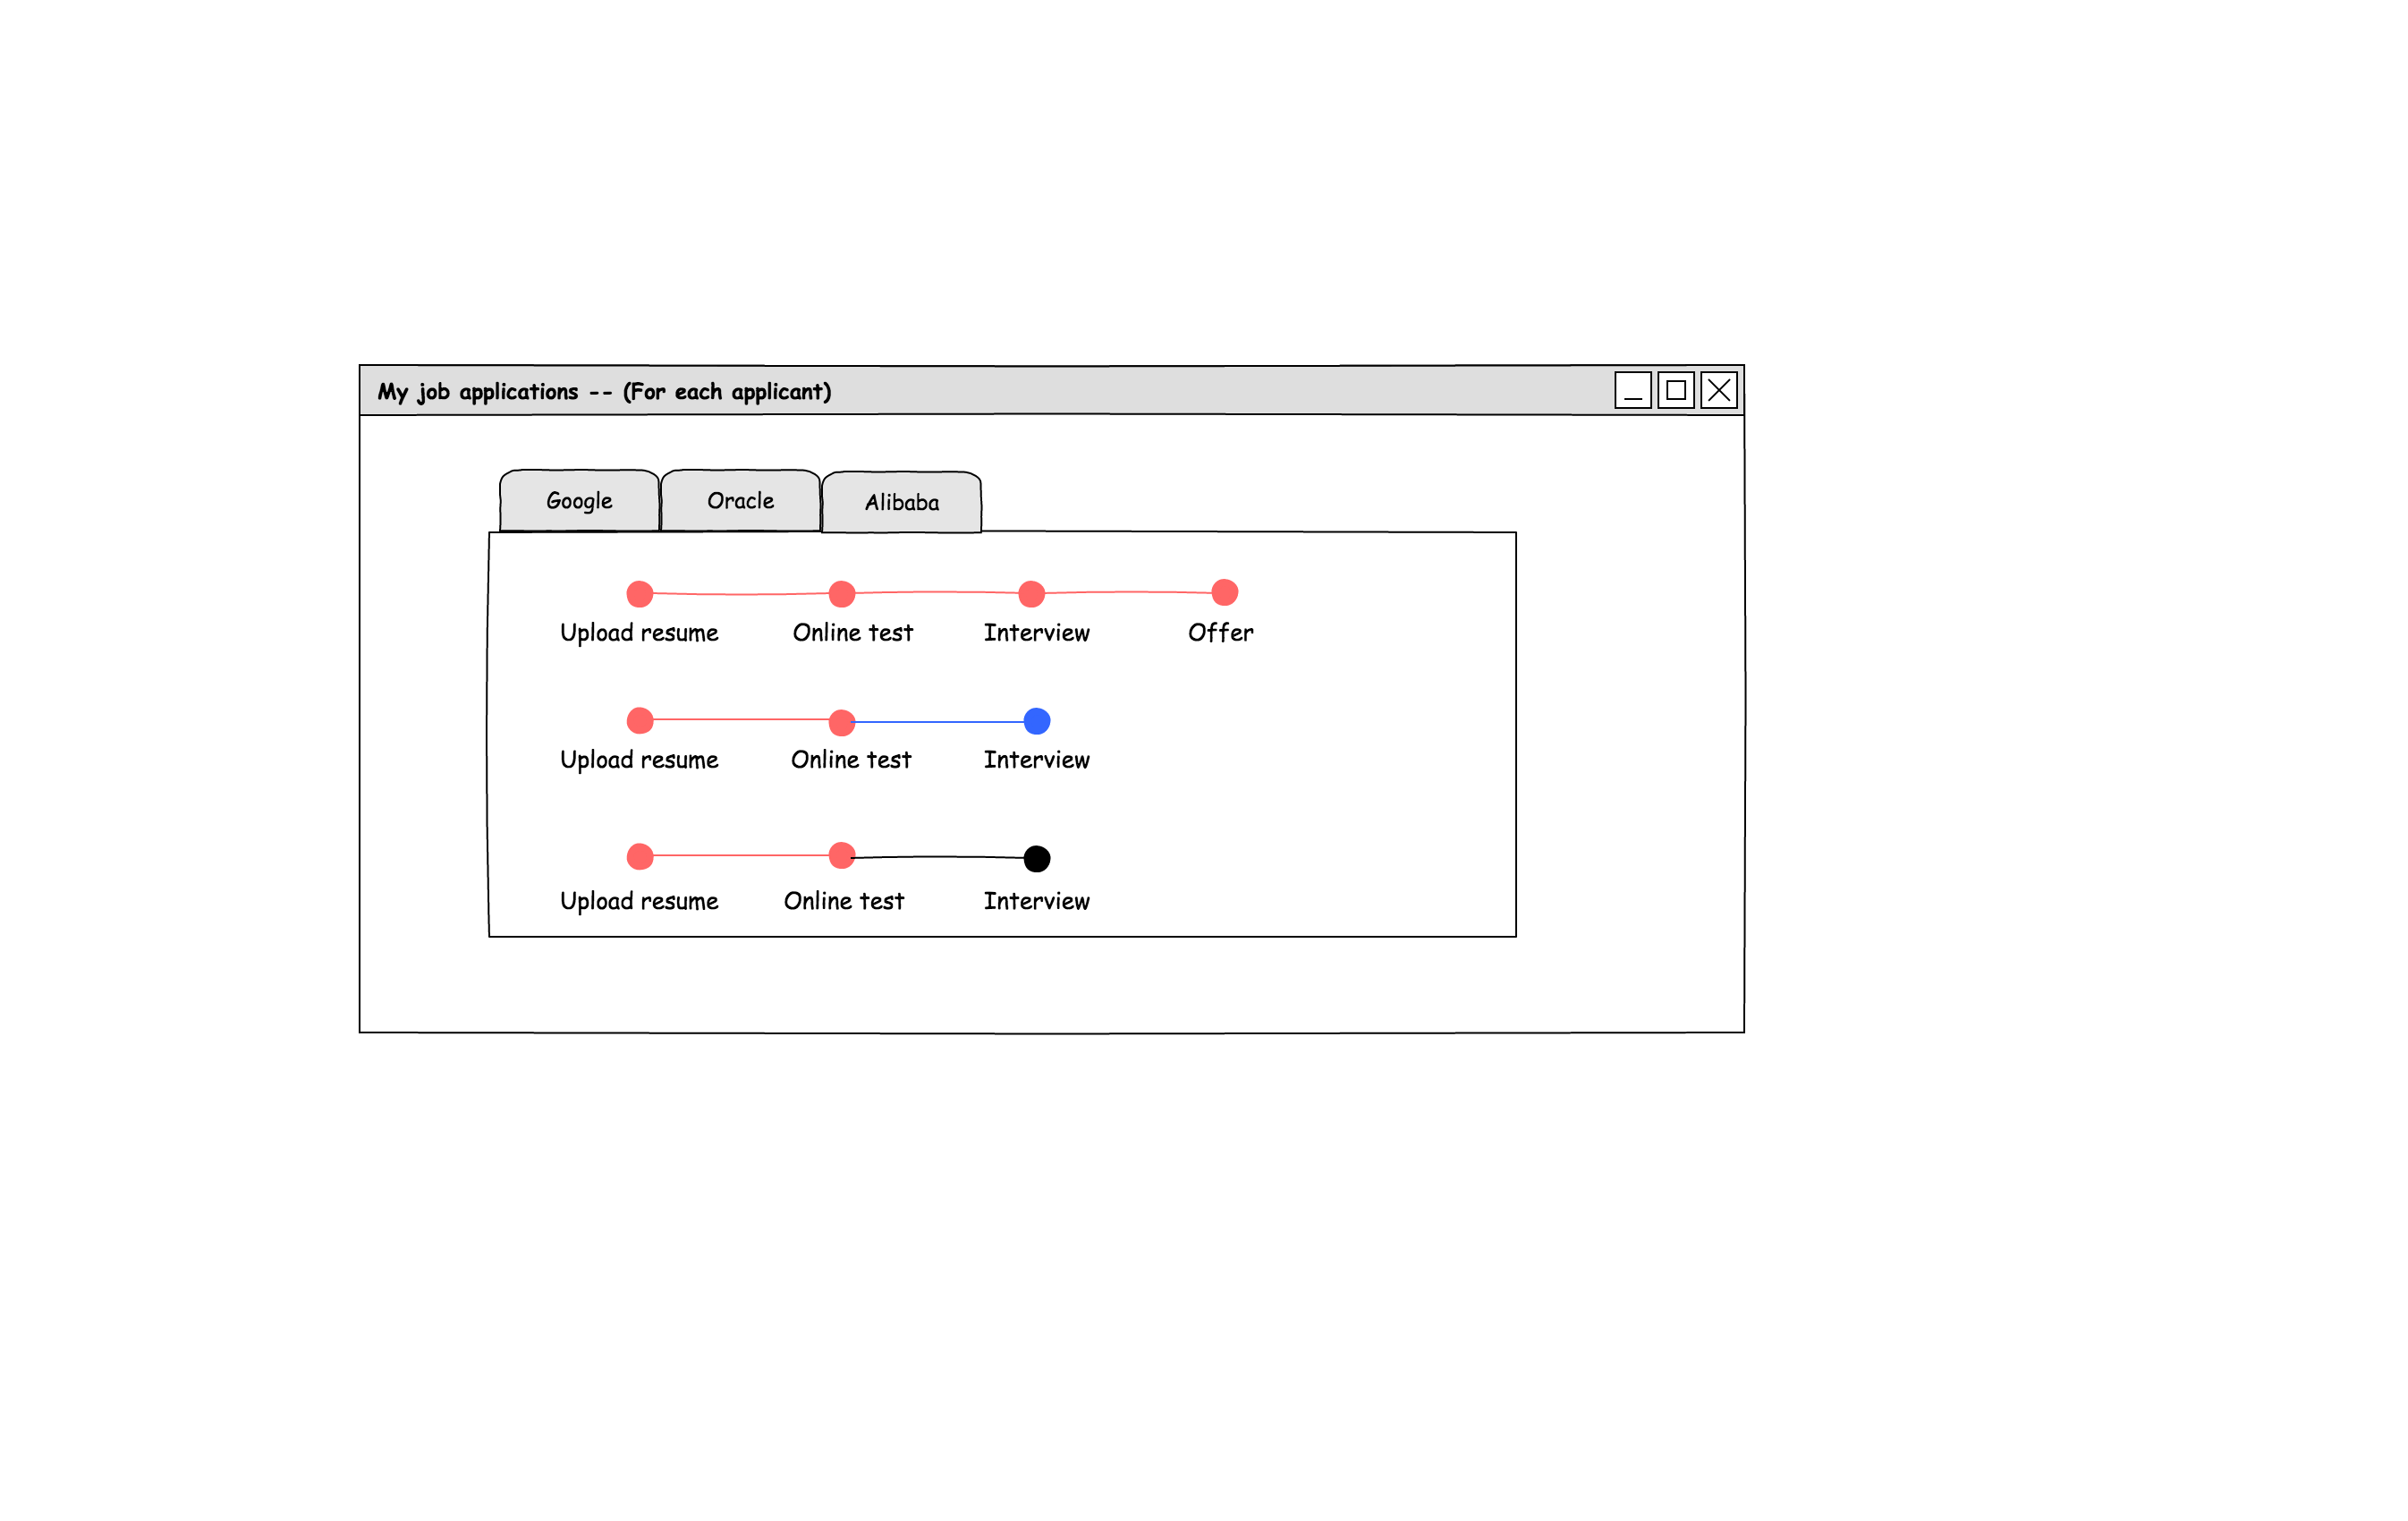 My job applications -- (For each applicant)
Google Oracle Alibaba
Upload resume Online test Interview Offer
Upload resume Online test Interview
Upload resume Online test Interview